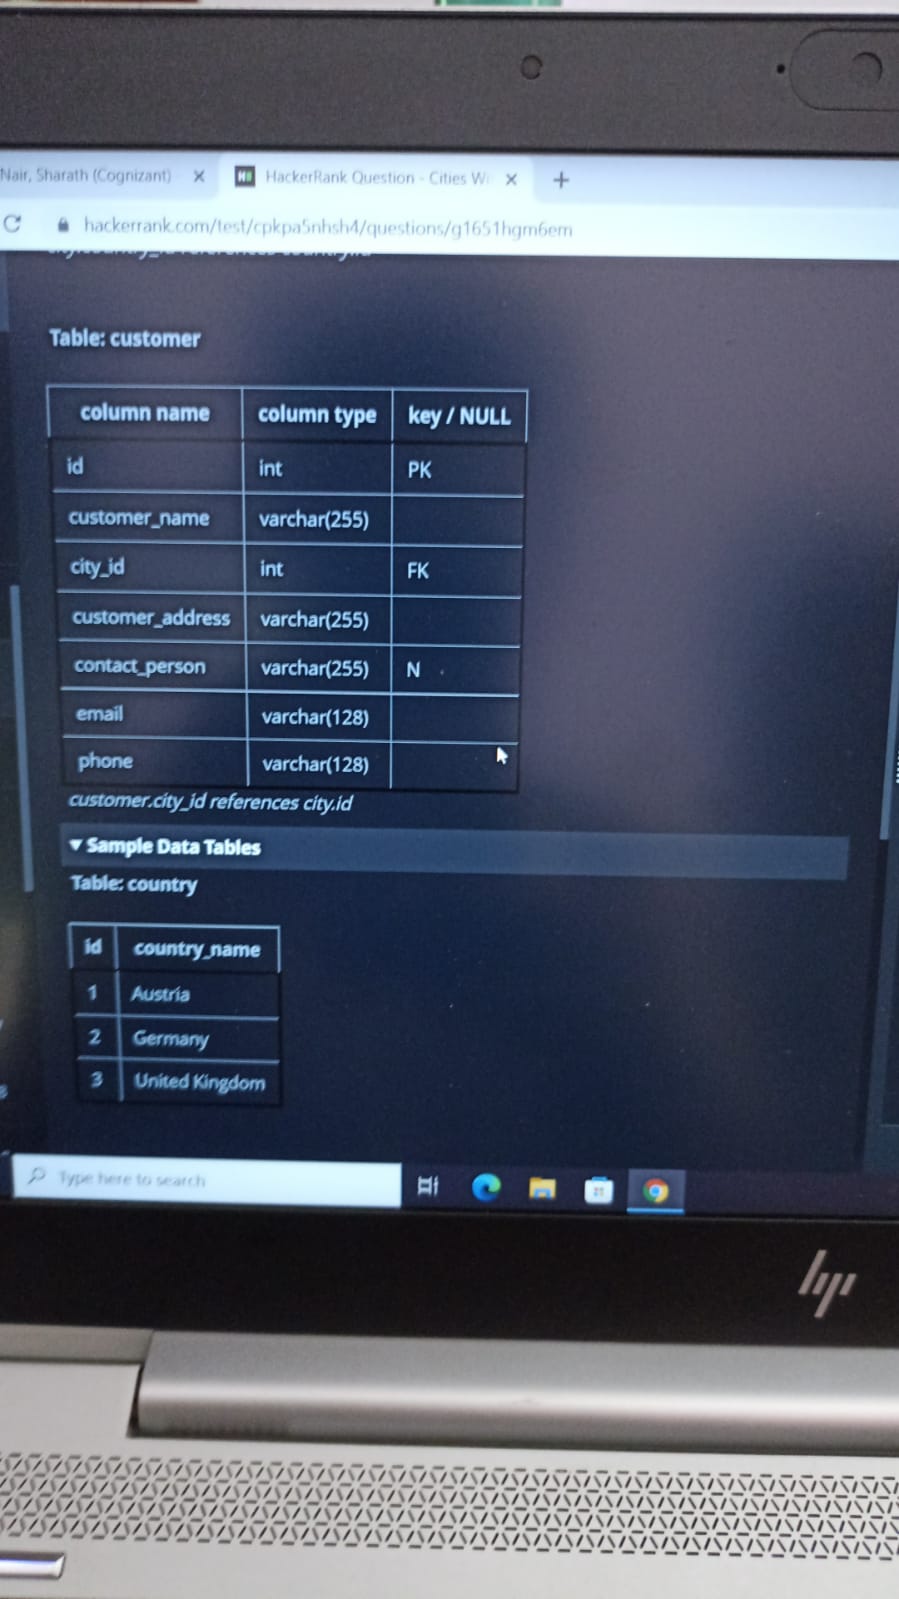 Nair, Sharath (Cognizant)
HackerRank Question - Cities Wi
hackerrank.com/test/cpkpa5nhsh4/questions/g1651hgm6em
Table: customer
column name column type key / NULL
id int PK
customer_name varchar(255)
city_id int FK
customer_address varchar(255)
contact_person varchar(255) N
email varchar(128)
phone varchar(128)
customer.city_id references city.id
▼ Sample Data Tables
Table: country
id country_name
1 Austria
2 Germany
3 United Kingdom
Type here to search
hp